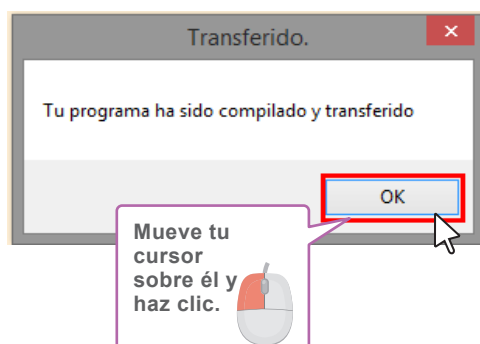 Transferido.
Tu programa ha sido compilado y transferido
OK
Mueve tu
cursor
sobre él y
haz clic.